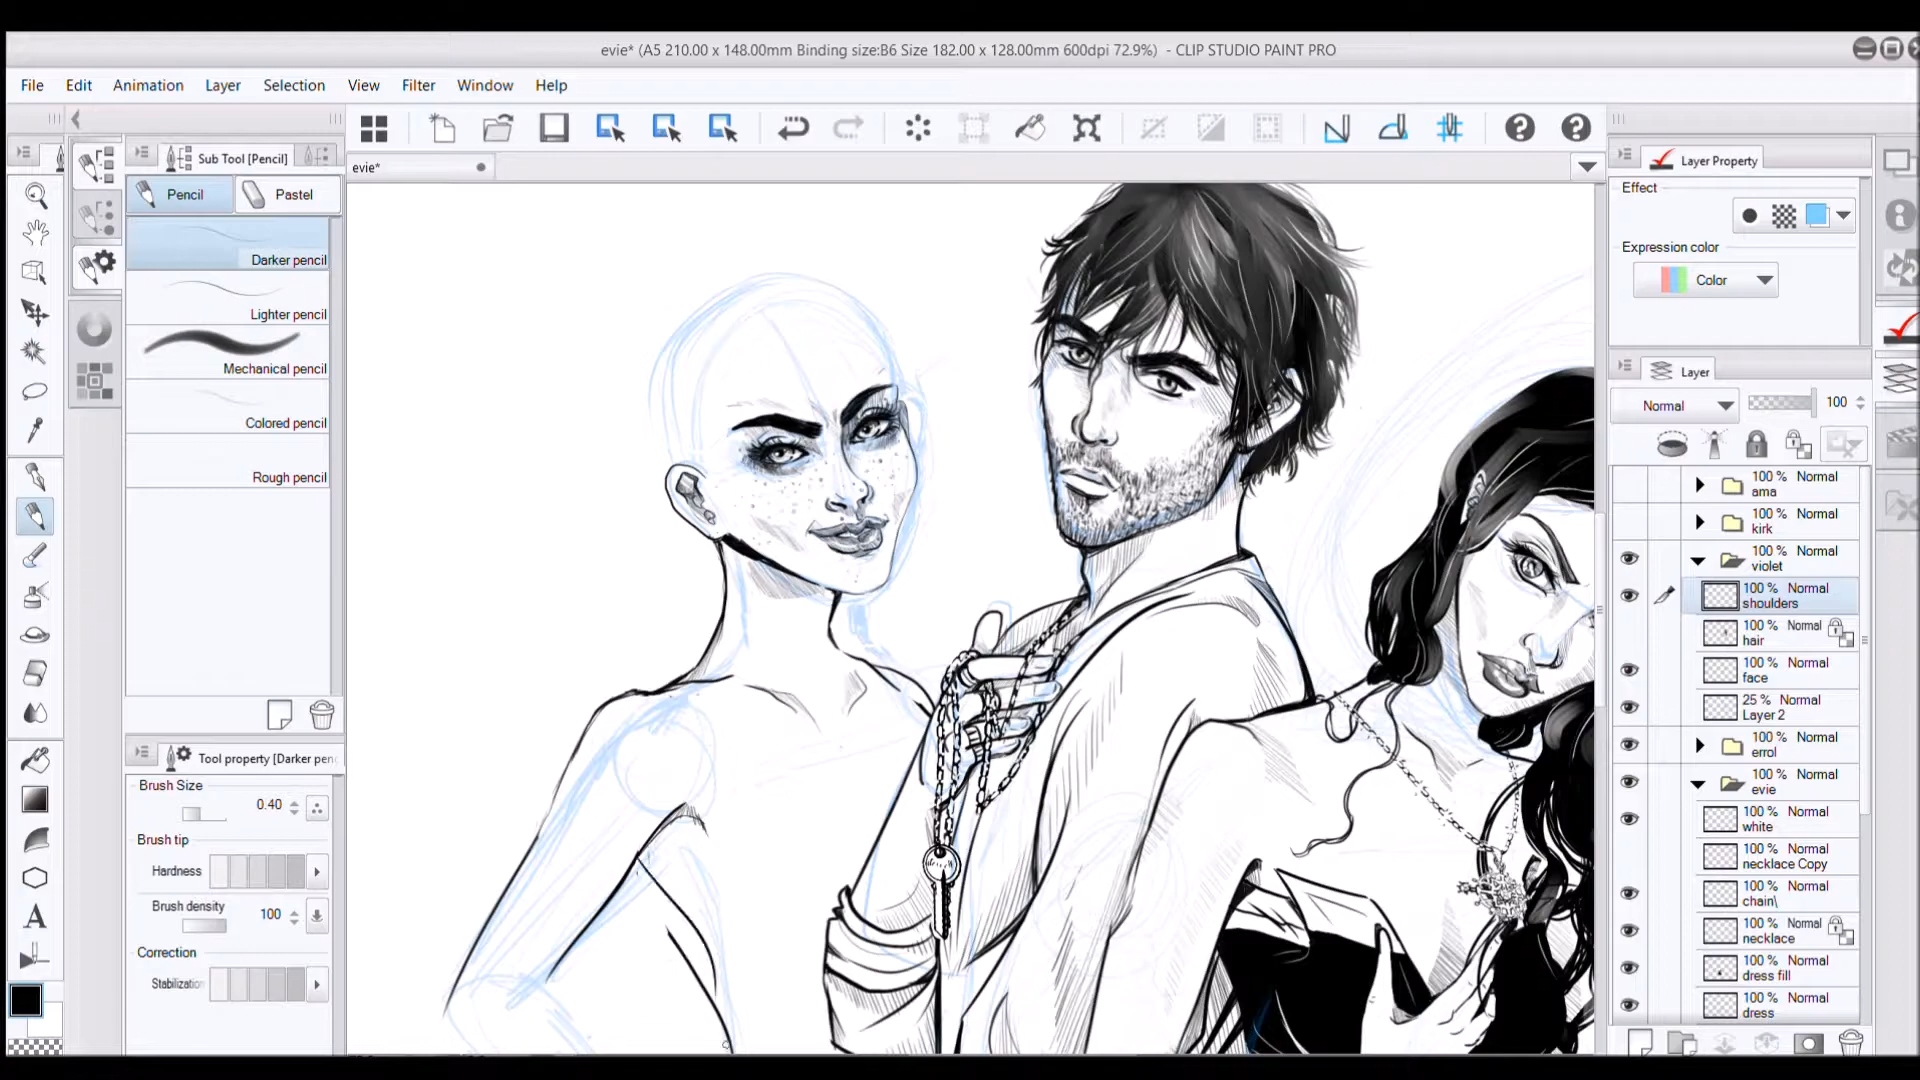 evie* (A5 210.00 x 148.00mm Binding size:B6 Size 182.00 x 128.00mm 600dpi 72.9%) - CLIP STUDIO PAINT PRO
File Edit Animation Layer Selection View Filter Window Help
evie*
Sub Tool [Pencil]
Pencil Pastel
Darker pencil
Lighter pencil
Mechanical pencil
Colored pencil
Rough pencil
Tool property [Darker pen
Brush Size
0.40
Brush tip
Hardness
Brush density 100
Correction
Stabilization
Layer Property
Effect
Expression color
Color
Layer
Normal 100
100 % Normal
ama
100 % Normal
kirk
100 % Normal
violet
100 % Normal
shoulders
100 % Normal
hair
100 % Normal
face
25 % Normal
Layer 2
100 % Normal
errol
100 % Normal
evie
100 % Normal
white
100 % Normal
necklace Copy
100 % Normal
chain\
100 % Normal
necklace
100 % Normal
dress fill
100 % Normal
dress